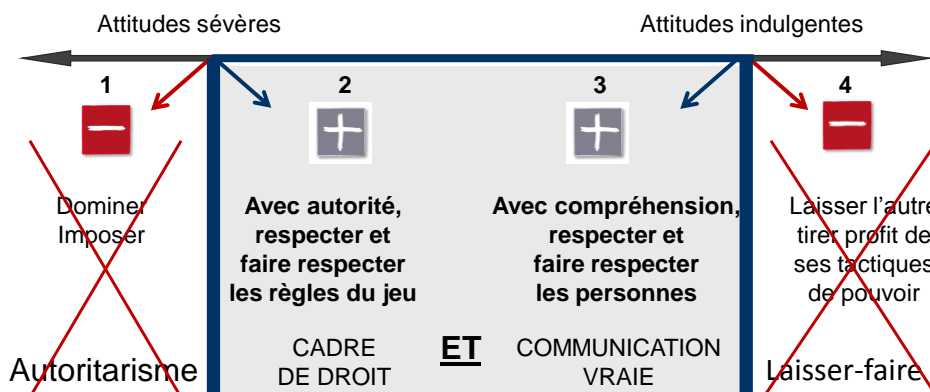 Attitudes sévères
Attitudes indulgentes
1
Dominer
Imposer
Autoritarisme
2
Avec autorité,
respecter et
faire respecter
les règles du jeu
CADRE
DE DROIT
ET
3
Avec compréhension,
respecter et
faire respecter
les personnes
COMMUNICATION
VRAIE
4
Laisser l'autre
tirer profit de
ses tactiques
de pouvoir
Laisser-faire